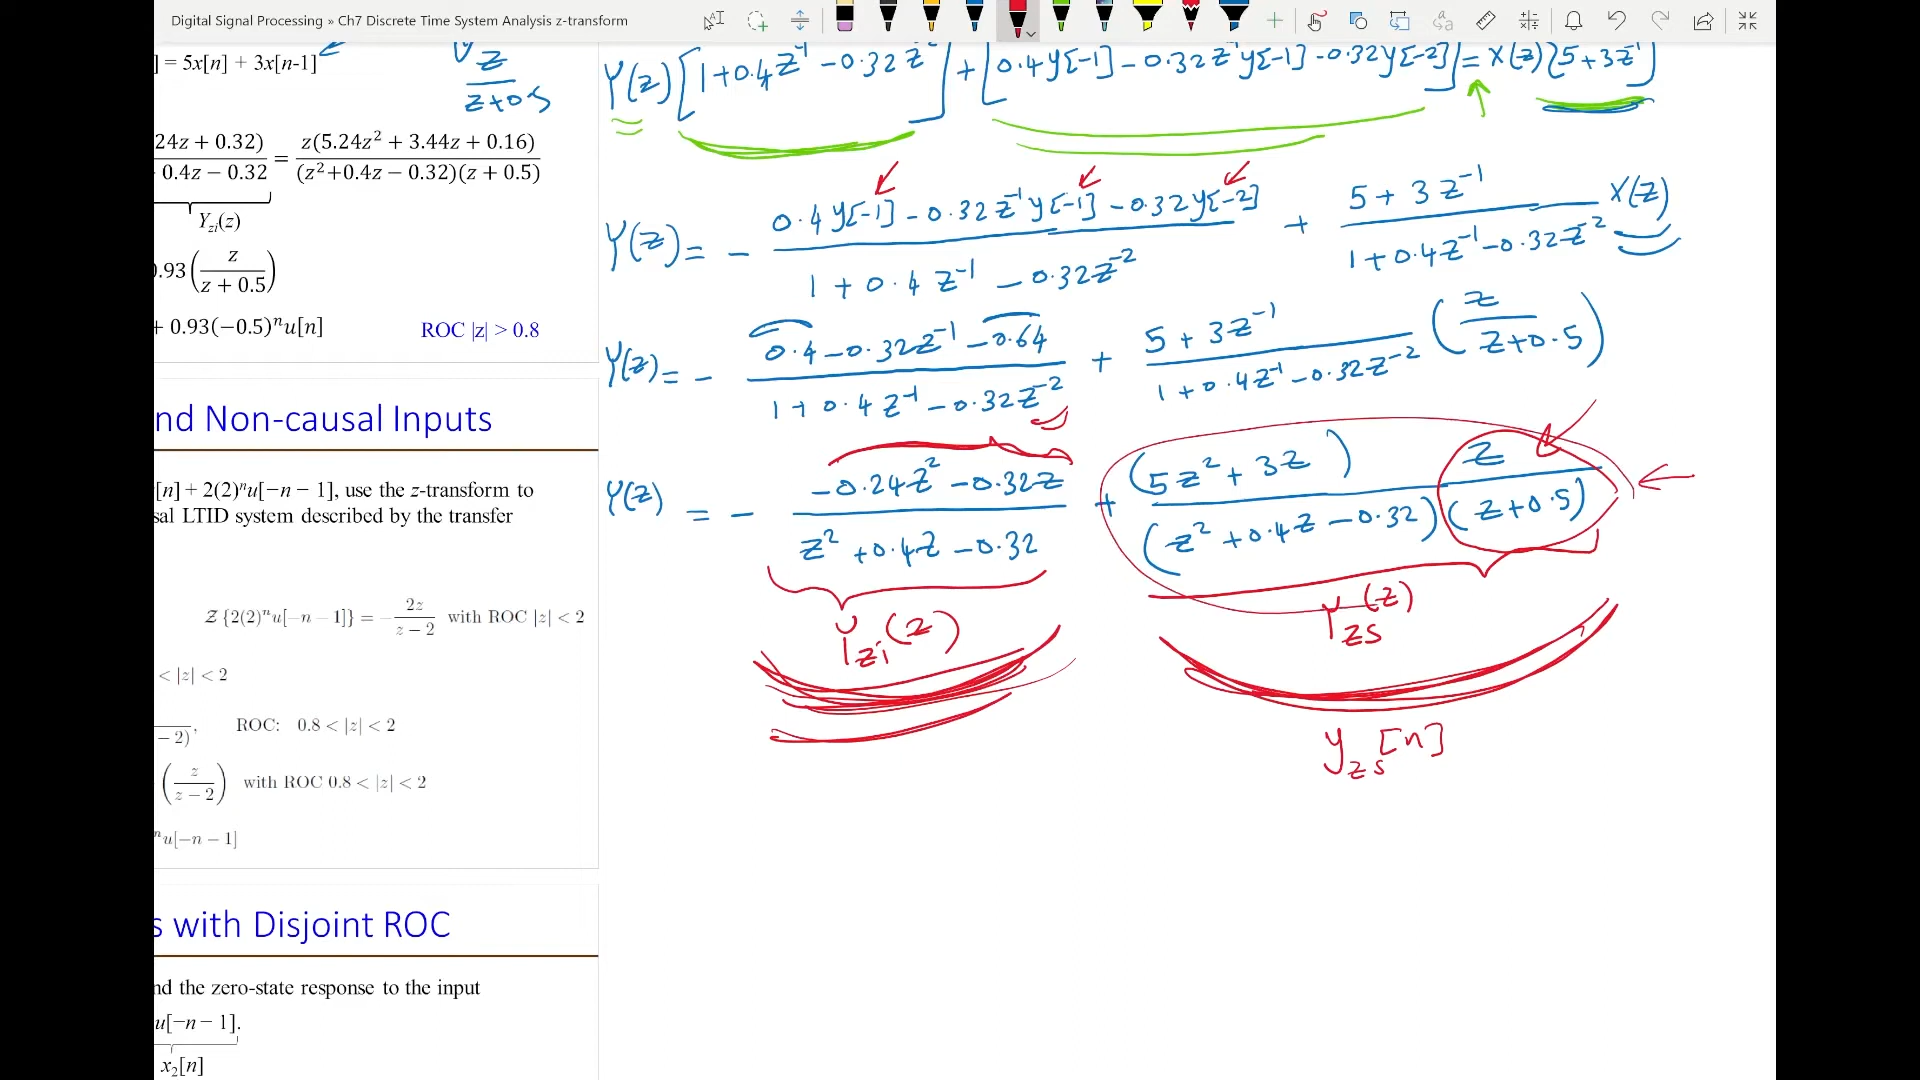 Digital Signal Processing » Ch7 Discrete Time System Analysis z-transform
] = 5x[n] + 3x[n-1]
z / (z+0.5)
24z + 0.32) / 0.4z − 0.32 = z(5.24z² + 3.44z + 0.16) / (z²+0.4z − 0.32)(z + 0.5)
Y_zi(z)
0.93 (z / (z + 0.5))
+ 0.93(−0.5)ⁿu[n] ROC |z| > 0.8
nd Non-causal Inputs
[n] + 2(2)ⁿu[−n − 1], use the z-transform to
sal LTID system described by the transfer
Z {2(2)ⁿu[−n − 1]} = − 2z / (z − 2) with ROC |z| < 2
< |z| < 2
− 2)', ROC: 0.8 < |z| < 2
(z / (z − 2)) with ROC 0.8 < |z| < 2
ⁿu[−n − 1]
s with Disjoint ROC
nd the zero-state response to the input
u[−n − 1].
x₂[n]
Y(z) [1+0.4z⁻¹ −0.32z⁻²] + [0.4y[-1] − 0.32z⁻¹y[-1] −0.32y[-2]] = X(z)(5+3z⁻¹)
Y(z) = − (0.4y[-1] − 0.32z⁻¹y[-1] −0.32y[-2]) / (1+0.4z⁻¹ −0.32z⁻²) + (5+3z⁻¹) / (1+0.4z⁻¹−0.32z⁻²) X(z)
Y(z) = − (0.4−0.32z⁻¹−0.64) / (1+0.4z⁻¹−0.32z⁻²) + (5+3z⁻¹) / (1+0.4z⁻¹−0.32z⁻²) (z / (z+0.5))
Y(z) = − (−0.24z²−0.32z) / (z²+0.4z−0.32) + (5z²+3z) z / (z²+0.4z−0.32)(z+0.5)
Y_zi(z) Y_zs(z)
y_zs[n]